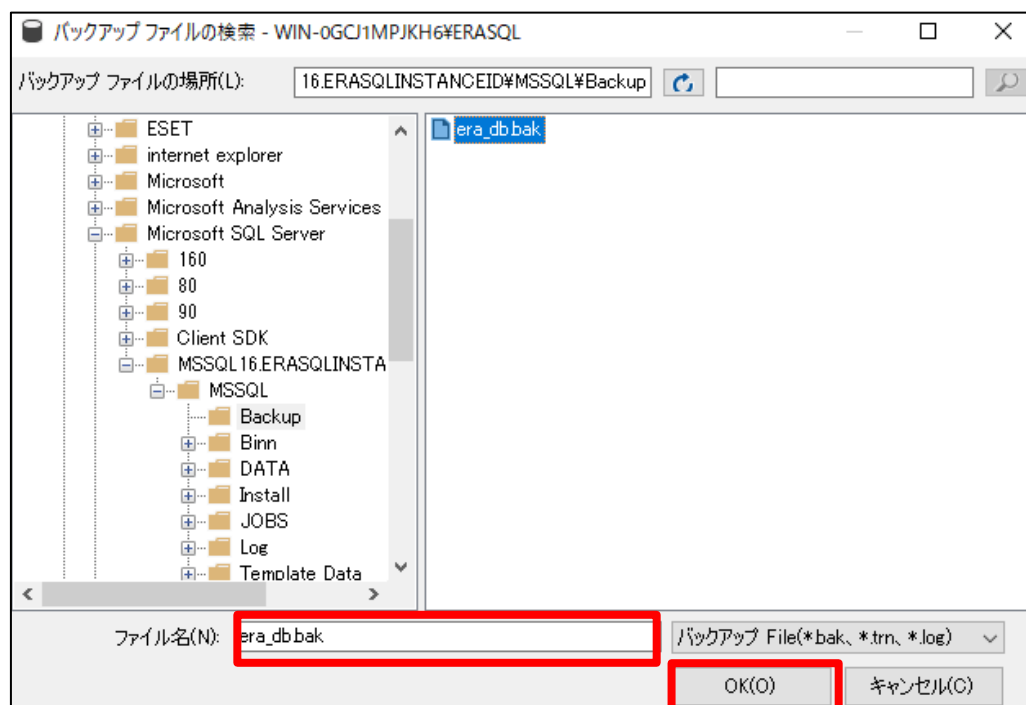 バックアップ ファイルの検索 - WIN-0GCJ1MPJKH6¥ERASQL
バックアップ ファイルの場所(L):
16.ERASQLINSTANCEID¥MSSQL¥Backup
ESET
internet explorer
Microsoft
Microsoft Analysis Services
Microsoft SQL Server
160
80
90
Client SDK
MSSQL16.ERASQLINSTA
MSSQL
Backup
Binn
DATA
Install
JOBS
Log
Template Data
era_db.bak
ファイル名(N):
era_db.bak
バックアップ File(*.bak、*.trn、*.log)
OK(O)
キャンセル(C)